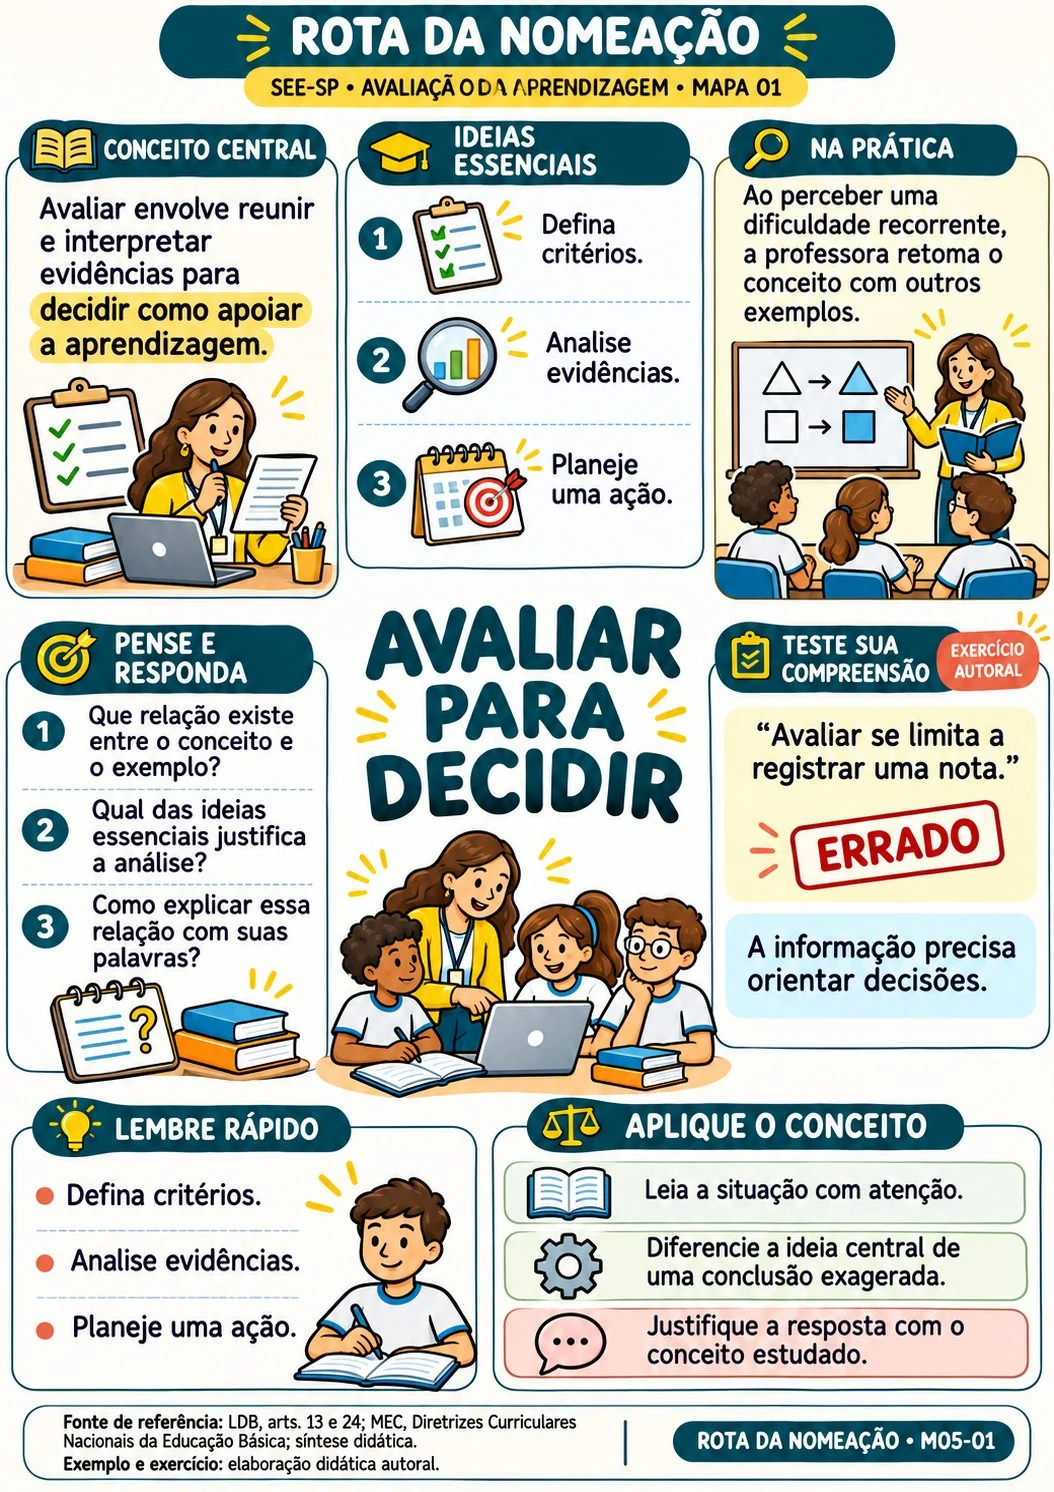 ROTA DA NOMEAÇÃO
SEE-SP • AVALIAÇÃO DA APRENDIZAGEM • MAPA 01
CONCEITO CENTRAL
Avaliar envolve reunir
e interpretar
evidências para
decidir como apoiar
a aprendizagem.
IDEIAS
ESSENCIAIS
1
Defina
critérios.
2
Analise
evidências.
3
Planeje
uma ação.
NA PRÁTICA
Ao perceber uma
dificuldade recorrente,
a professora retoma o
conceito com outros
exemplos.
PENSE E
RESPONDA
1
Que relação existe
entre o conceito e
o exemplo?
2
Qual das ideias
essenciais justifica
a análise?
3
Como explicar essa
relação com suas
palavras?
?
AVALIAR
PARA
DECIDIR
TESTE SUA
COMPREENSÃO
EXERCÍCIO
AUTORAL
“Avaliar se limita a
registrar uma nota.”
ERRADO
A informação precisa
orientar decisões.
LEMBRE RÁPIDO
Defina critérios.
Analise evidências.
Planeje uma ação.
APLIQUE O CONCEITO
Leia a situação com atenção.
Diferencie a ideia central de
uma conclusão exagerada.
Justifique a resposta com o
conceito estudado.
Fonte de referência: LDB, arts. 13 e 24; MEC, Diretrizes Curriculares
Nacionais da Educação Básica; síntese didática.
Exemplo e exercício: elaboração didática autoral.
ROTA DA NOMEAÇÃO • M05-01